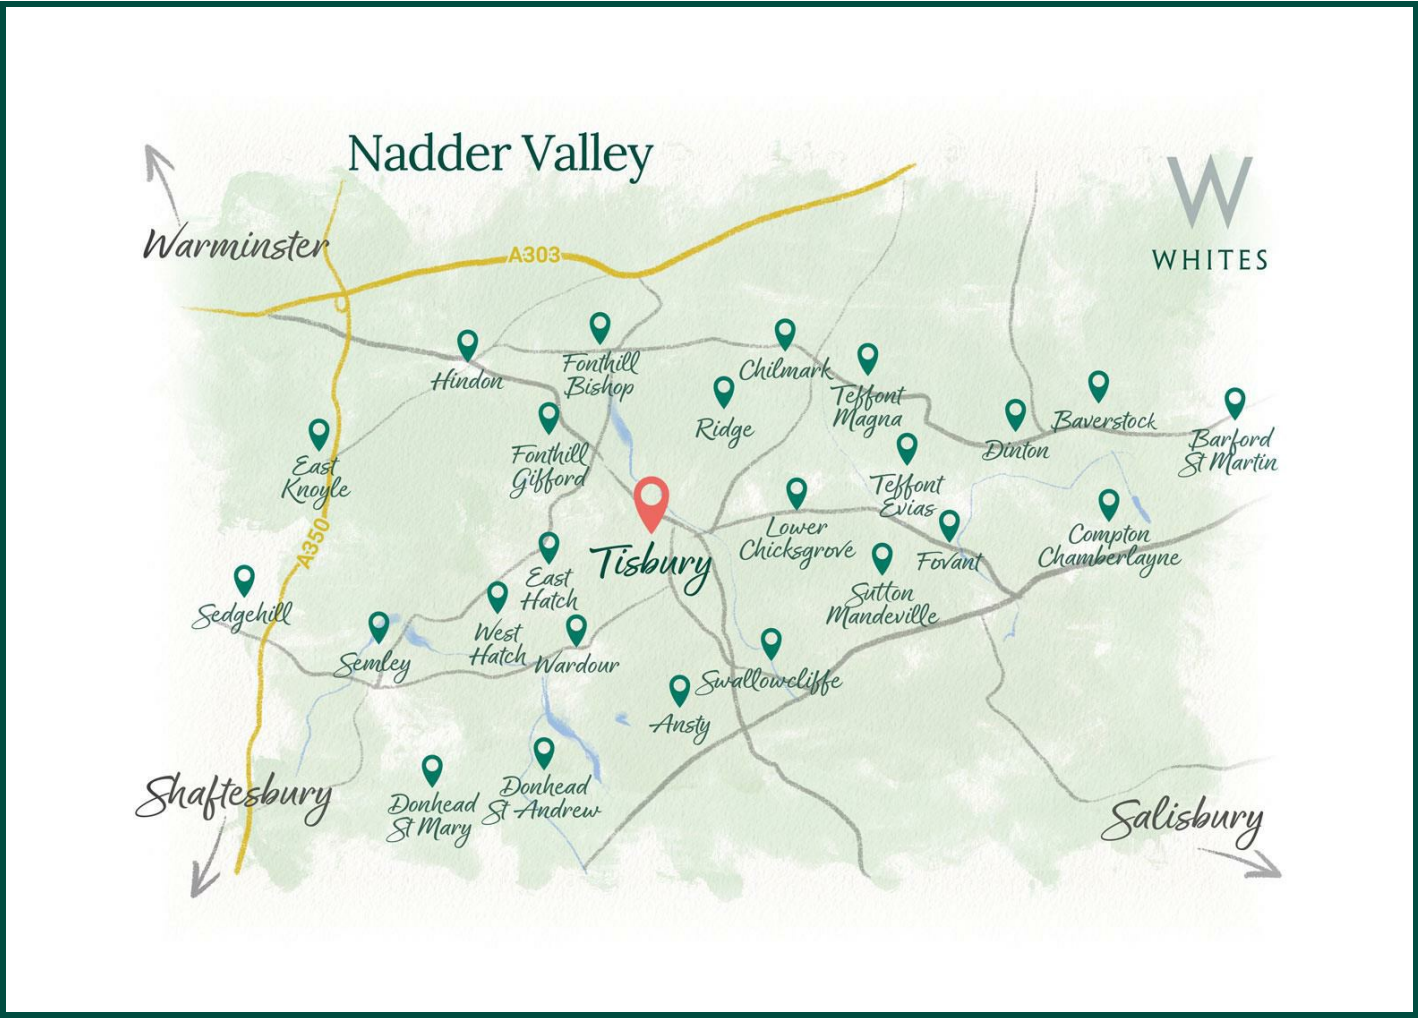 Nadder Valley
W
WHITES
Warminster
A303
Hindon
Fonthill
Bishop
Chilmark
Teffont
Magna
Ridge
Baverstock
Dinton
Barford
St Martin
East
Knoyle
Fonthill
Gifford
Teffont
Evias
A350
Tisbury
Lower
Chicksgrove
Fovant
Compton
Chamberlayne
East
Hatch
Sutton
Mandeville
Sedgehill
West
Hatch
Wardour
Semley
Swallowcliffe
Ansty
Shaftesbury
Donhead
St Mary
Donhead
St Andrew
Salisbury